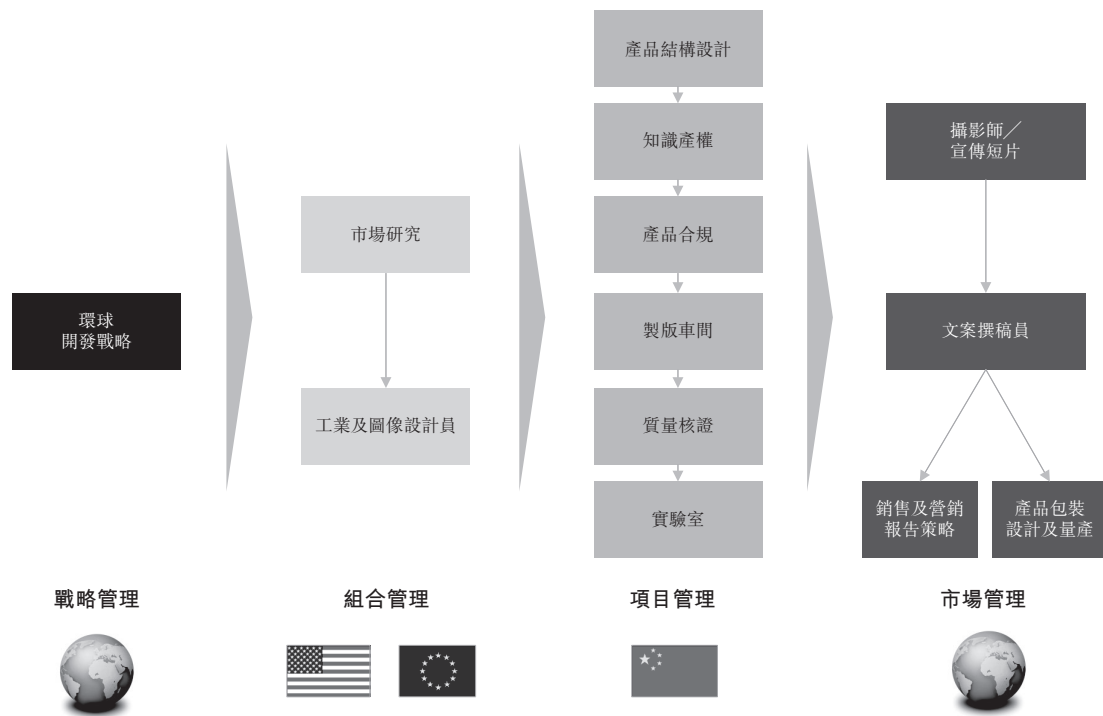 環球
開發戰略
市場研究
工業及圖像設計員
產品結構設計
知識產權
產品合規
製版車間
質量核證
實驗室
攝影師／
宣傳短片
文案撰稿員
銷售及營銷
報告策略
產品包裝
設計及量產
戰略管理
組合管理
項目管理
市場管理